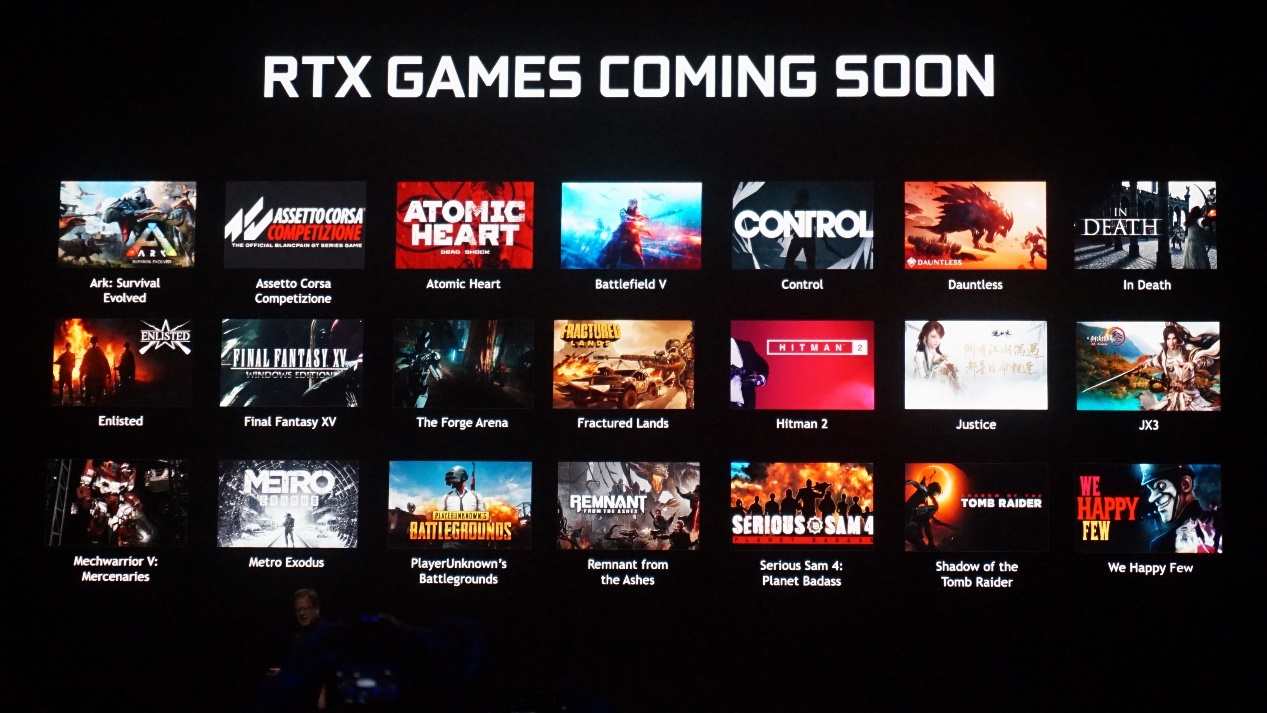 RTX GAMES COMING SOON
ARK
SURVIVAL EVOLVED
ASSETTO CORSA
COMPETIZIONE
THE OFFICIAL BLANCPAIN GT SERIES GAME
ATOMIC
HEART
CONTROL
DAUNTLESS
IN
DEATH
Ark: Survival
Evolved
Assetto Corsa
Competizione
Atomic Heart
Battlefield V
Control
Dauntless
In Death
ENLISTED
FINAL FANTASY XV
WINDOWS EDITION
FRACTURED
LANDS
HITMAN 2
Enlisted
Final Fantasy XV
The Forge Arena
Fractured Lands
Hitman 2
Justice
JX3
METRO
EXODUS
PLAYERUNKNOWN'S
BATTLEGROUNDS
REMNANT
FROM THE ASHES
SERIOUS SAM 4
PLANET BADASS
SHADOW OF THE
TOMB RAIDER
WE
HAPPY
FEW
Mechwarrior V:
Mercenaries
Metro Exodus
PlayerUnknown's
Battlegrounds
Remnant from
the Ashes
Serious Sam 4:
Planet Badass
Shadow of the
Tomb Raider
We Happy Few